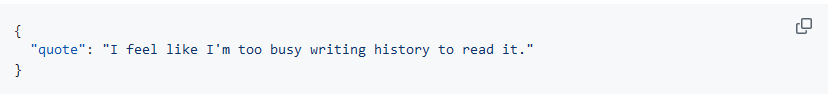 {
  "quote": "I feel like I'm too busy writing history to read it."
}